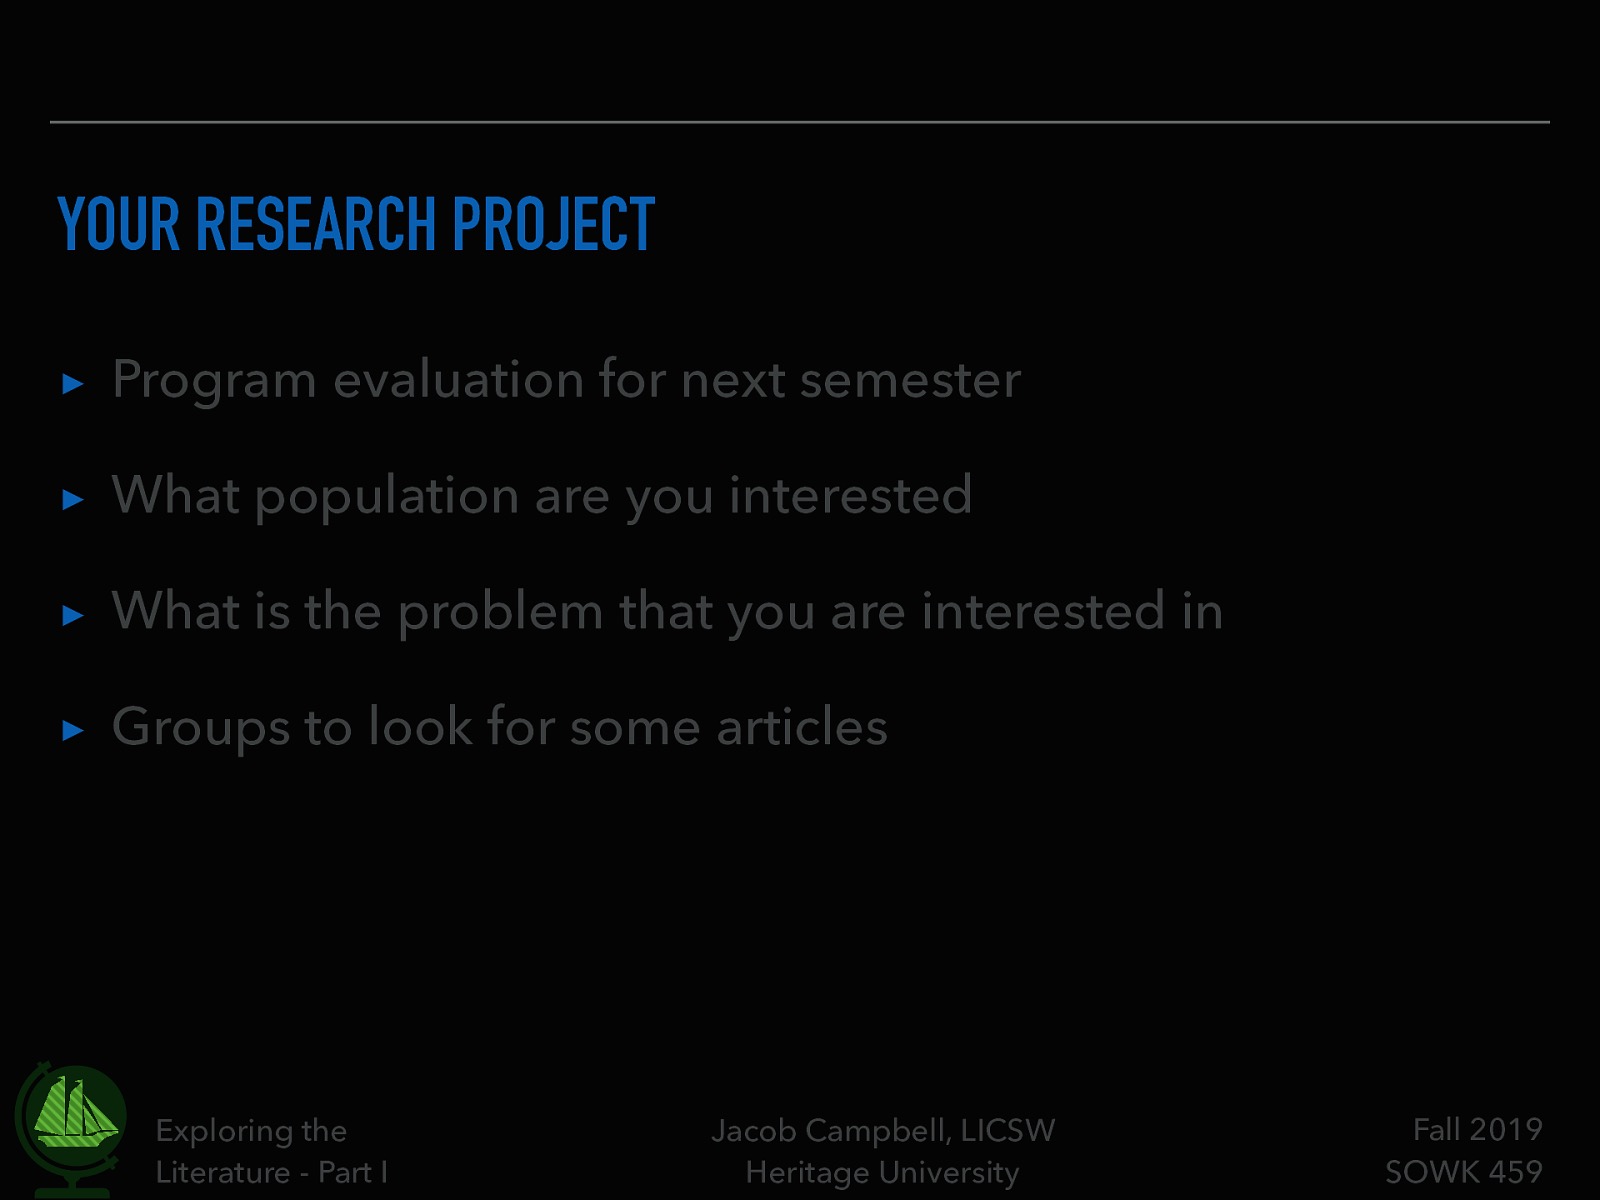 YOUR RESEARCH PROJECT
▸ Program evaluation for next semester
▸ What population are you interested
▸ What is the problem that you are interested in
▸ Groups to look for some articles
Exploring the
Literature - Part I
Jacob Campbell, LICSW
Heritage University
Fall 2019
SOWK 459